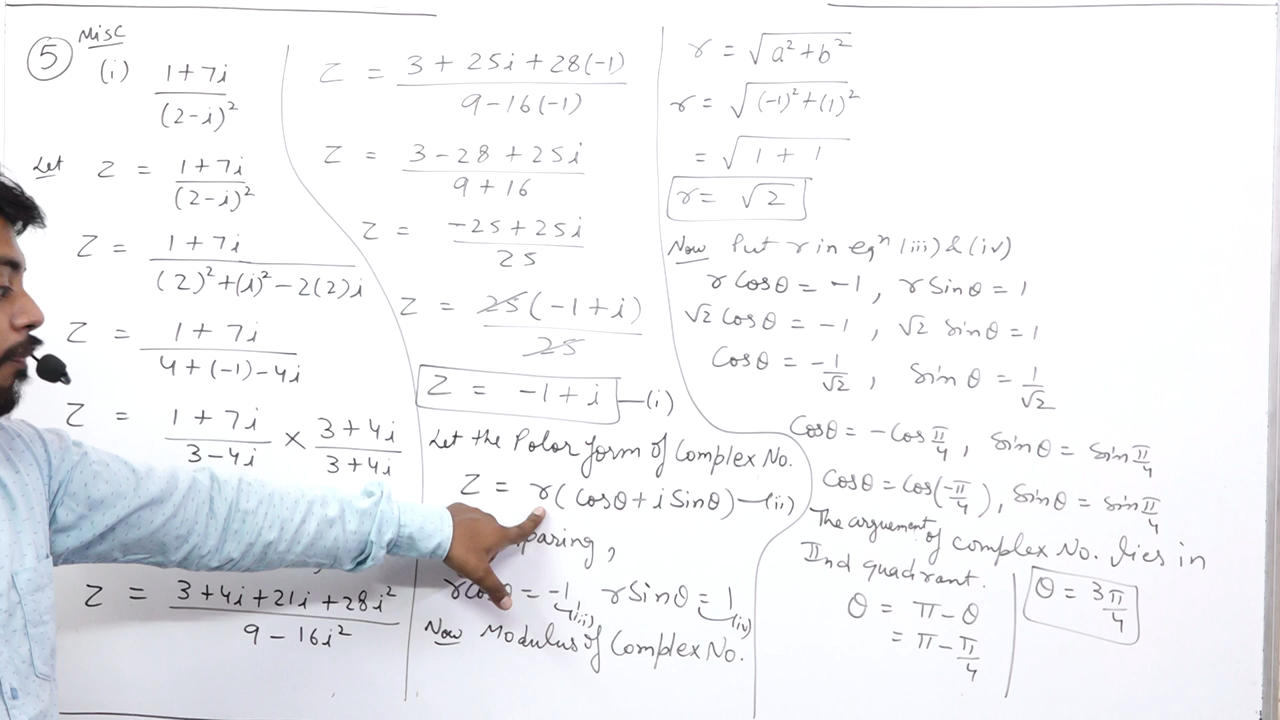 5 Misc
(i) 1+7i / (2-i)²
Let Z = 1+7i / (2-i)²
Z = 1+7i / (2)²+(i)²-2(2)i
Z = 1+7i / 4+(-1)-4i
Z = 1+7i / 3-4i × 3+4i / 3+4i
Z = 3+4i+21i+28i² / 9-16i²
Z = 3+25i+28(-1) / 9-16(-1)
Z = 3-28+25i / 9+16
Z = -25+25i / 25
Z = 25(-1+i) / 25
Z = -1+i —(i)
Let the Polar form of Complex No.
Z = r(Cosθ+i Sinθ)—(ii)
paring,
r = -1 (iii), r Sinθ = 1 (iv)
Now Modulus of Complex No.
r = √a²+b²
r = √(-1)²+(1)²
= √1+1
r = √2
Now Put r in eqⁿ (iii) & (iv)
r Cosθ = -1, r Sinθ = 1
√2 Cosθ = -1, √2 Sinθ = 1
Cosθ = -1/√2, Sinθ = 1/√2
Cosθ = -Cos π/4, Sinθ = Sin π/4
Cosθ = Cos(-π/4), Sinθ = Sin π/4
The arguement of Complex No. lies in
IInd quadrant.
θ = π-θ
= π-π/4
θ = 3π/4